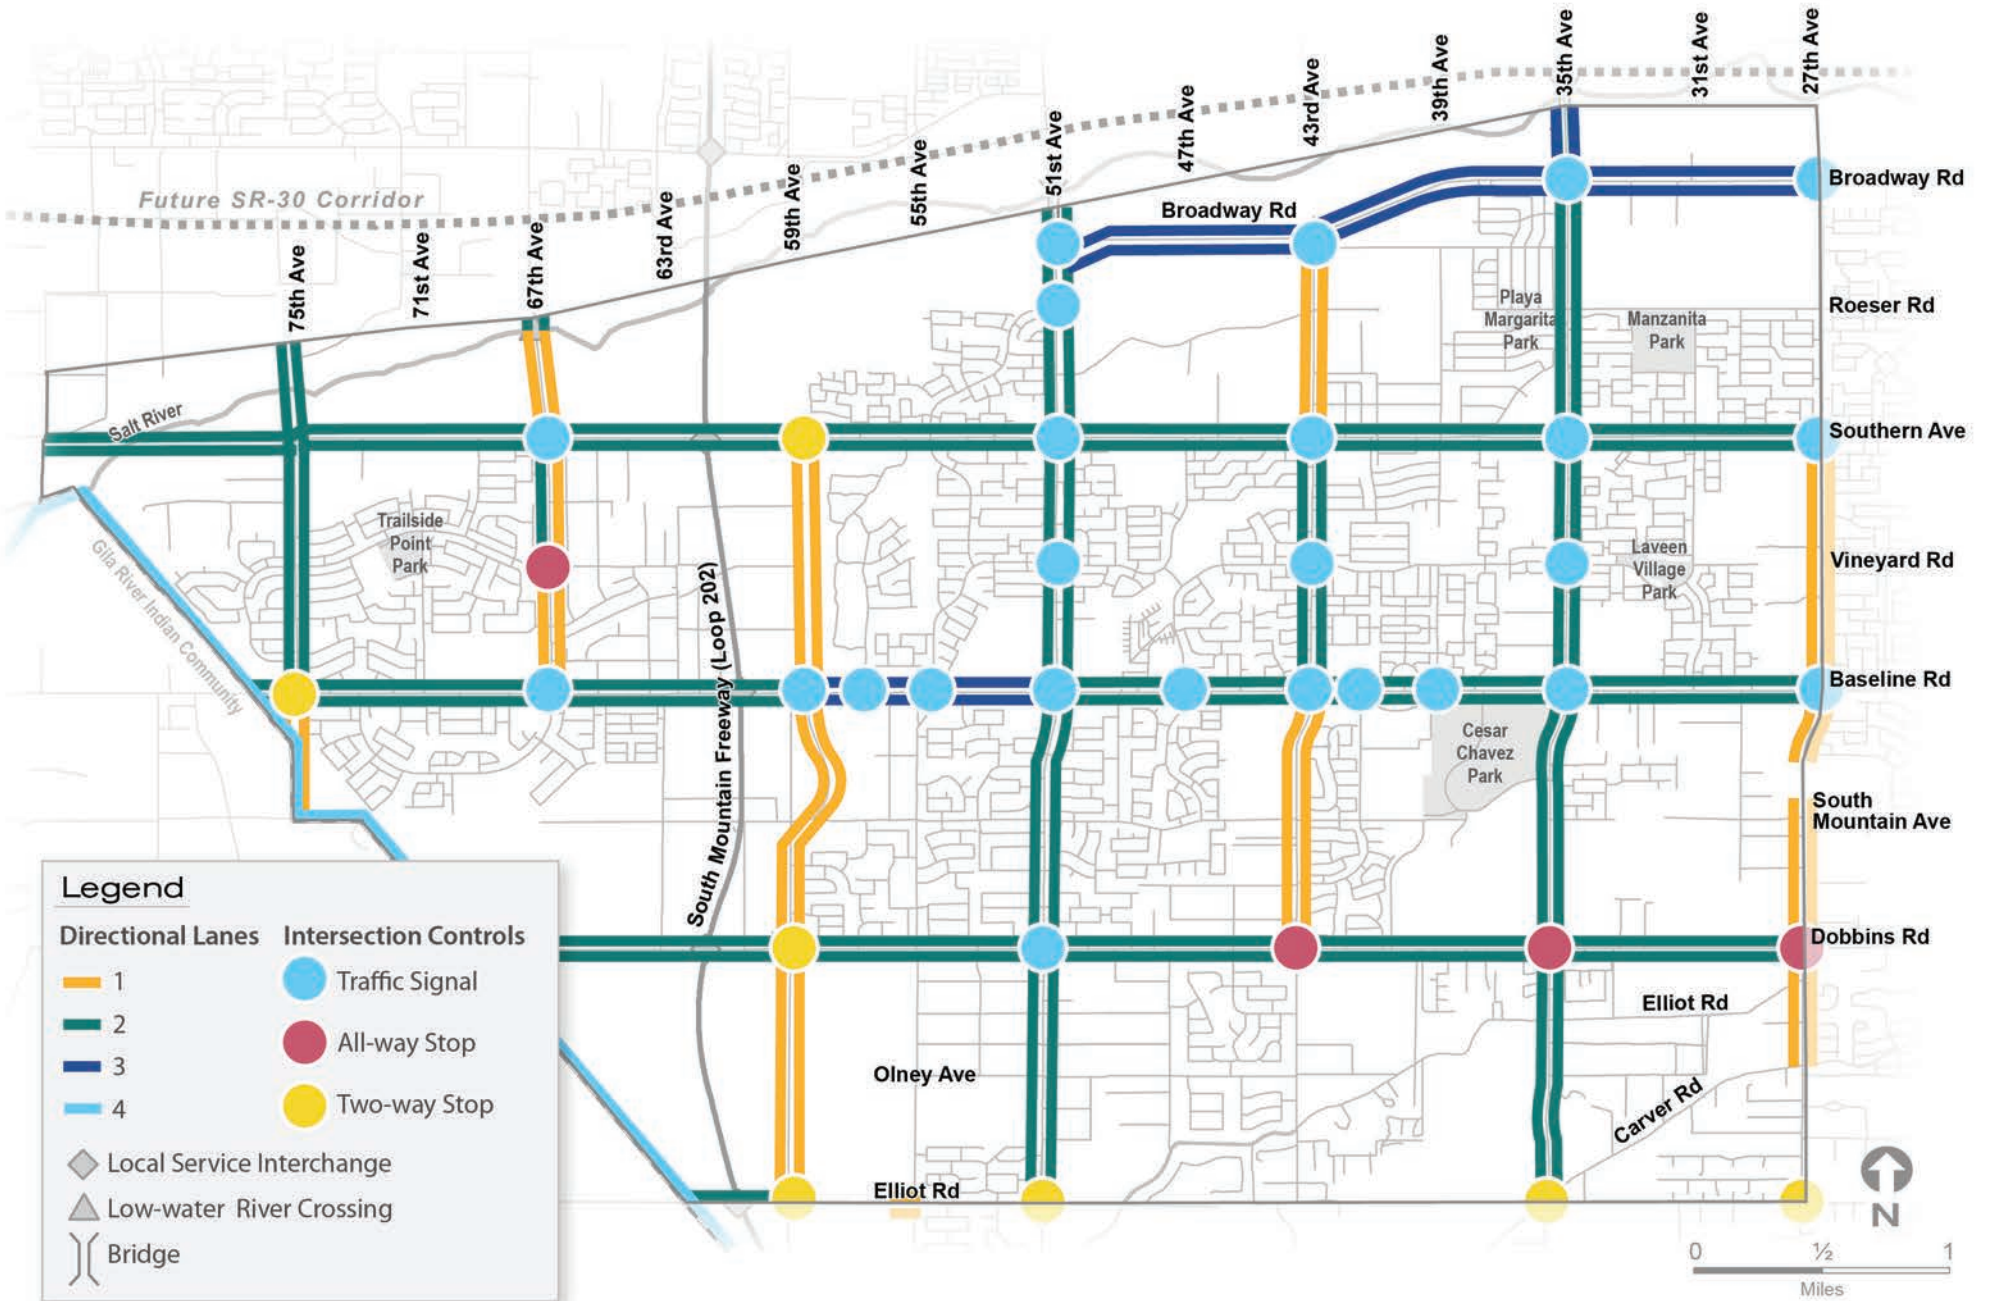 35th Ave
31st Ave
27th Ave
39th Ave
43rd Ave
47th Ave
51st Ave
55th Ave
59th Ave
63rd Ave
67th Ave
71st Ave
75th Ave
Future SR-30 Corridor
Broadway Rd
Broadway Rd
Roeser Rd
Playa
Margarita
Park
Manzanita
Park
Salt River
Southern Ave
Trailside
Point
Park
Laveen
Village
Park
Vineyard Rd
Gila River Indian Community
South Mountain Freeway (Loop 202)
Baseline Rd
Cesar
Chavez
Park
South
Mountain Ave
Dobbins Rd
Elliot Rd
Olney Ave
Carver Rd
Elliot Rd
Legend
Directional Lanes
1
2
3
4
Intersection Controls
Traffic Signal
All-way Stop
Two-way Stop
Local Service Interchange
Low-water River Crossing
Bridge
N
0 ½ 1
Miles